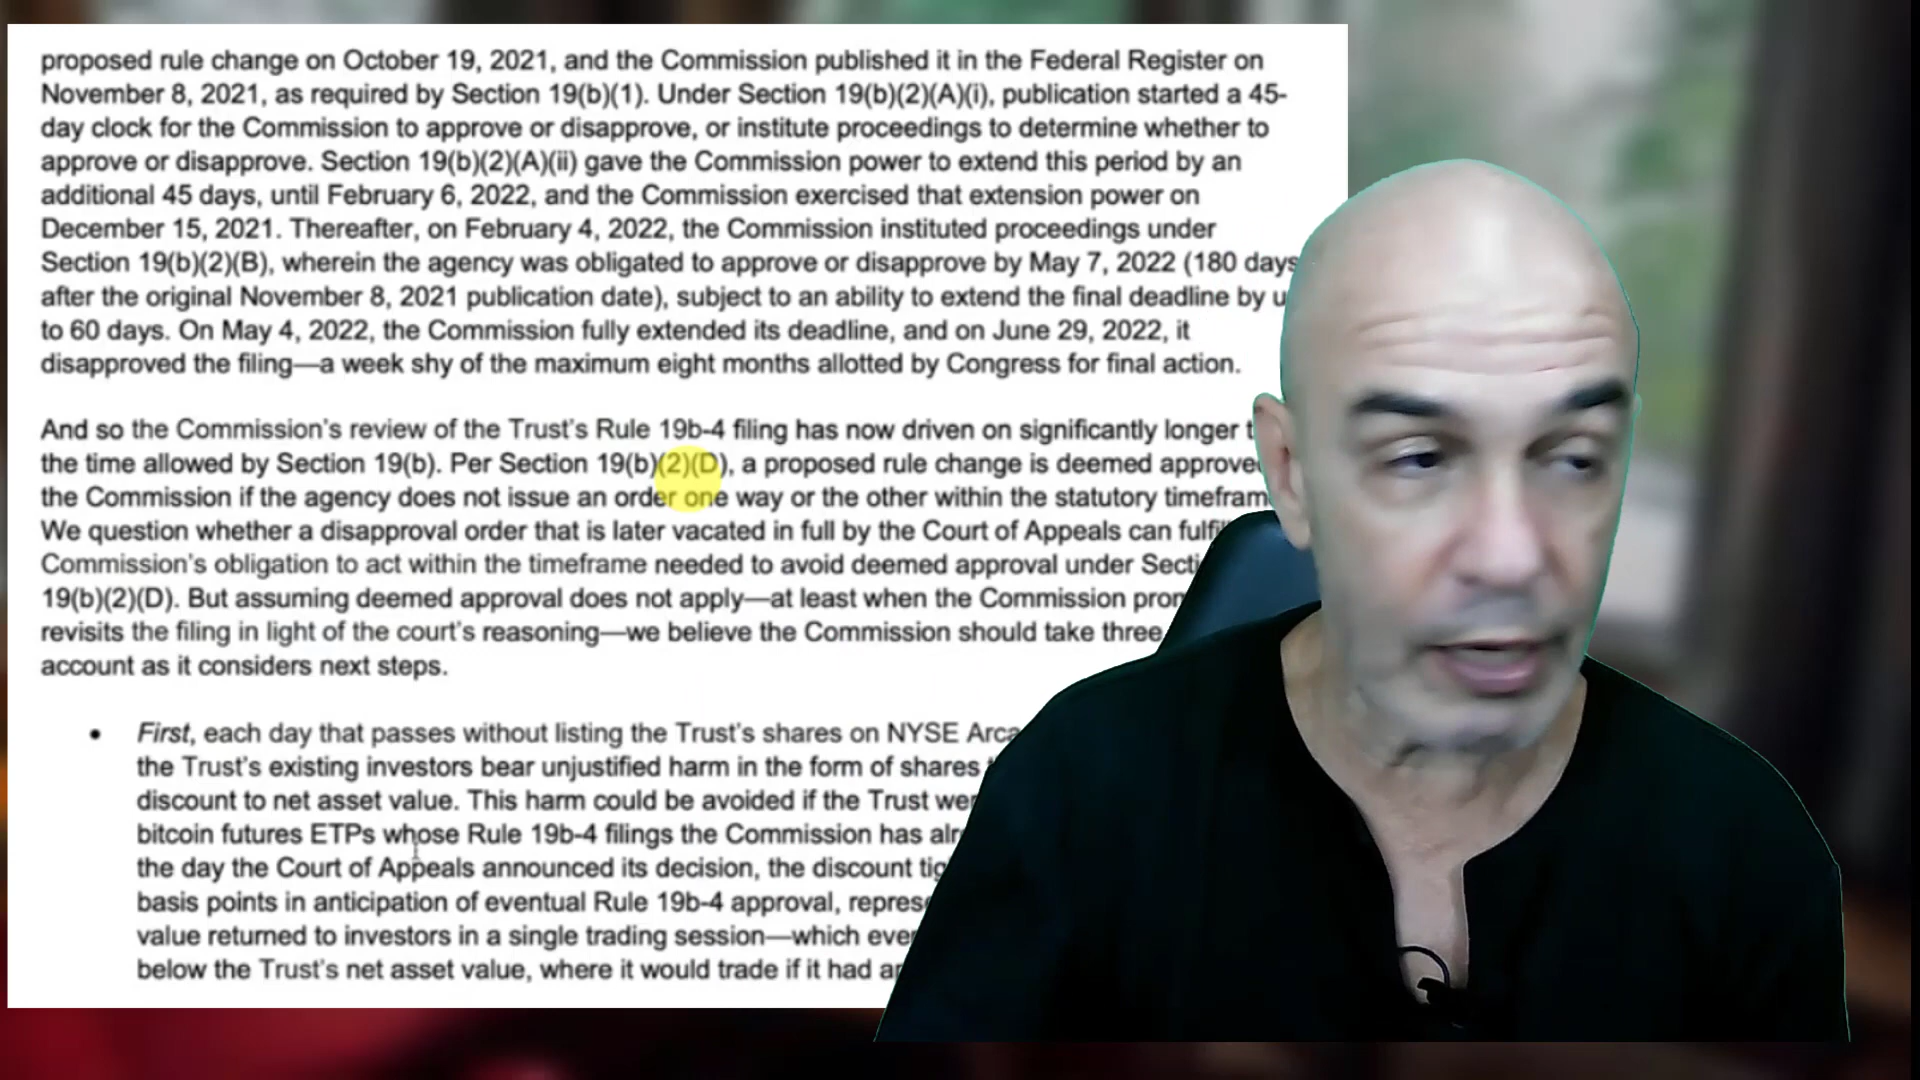 proposed rule change on October 19, 2021, and the Commission published it in the Federal Register on
November 8, 2021, as required by Section 19(b)(1). Under Section 19(b)(2)(A)(i), publication started a 45-
day clock for the Commission to approve or disapprove, or institute proceedings to determine whether to
approve or disapprove. Section 19(b)(2)(A)(ii) gave the Commission power to extend this period by an
additional 45 days, until February 6, 2022, and the Commission exercised that extension power on
December 15, 2021. Thereafter, on February 4, 2022, the Commission instituted proceedings under
Section 19(b)(2)(B), wherein the agency was obligated to approve or disapprove by May 7, 2022 (180 days
after the original November 8, 2021 publication date), subject to an ability to extend the final deadline by
to 60 days. On May 4, 2022, the Commission fully extended its deadline, and on June 29, 2022, it
disapproved the filing—a week shy of the maximum eight months allotted by Congress for final action.
And so the Commission's review of the Trust's Rule 19b-4 filing has now driven on significantly longer
the time allowed by Section 19(b). Per Section 19(b)(2)(D), a proposed rule change is deemed
the Commission if the agency does not issue an order one way or the other within the statutory
We question whether a disapproval order that is later vacated in full by the Court of Appeals can
Commission's obligation to act within the timeframe needed to avoid deemed approval under
19(b)(2)(D). But assuming deemed approval does not apply—at least when the Commission
revisits the filing in light of the court's reasoning—we believe the Commission should take three
account as it considers next steps.
• First, each day that passes without listing the Trust's shares on NYSE Arca
the Trust's existing investors bear unjustified harm in the form of shares
discount to net asset value. This harm could be avoided if the Trust
bitcoin futures ETPs whose Rule 19b-4 filings the Commission has
the day the Court of Appeals announced its decision, the discount
basis points in anticipation of eventual Rule 19b-4 approval,
value returned to investors in a single trading session—which
below the Trust's net asset value, where it would trade if it had